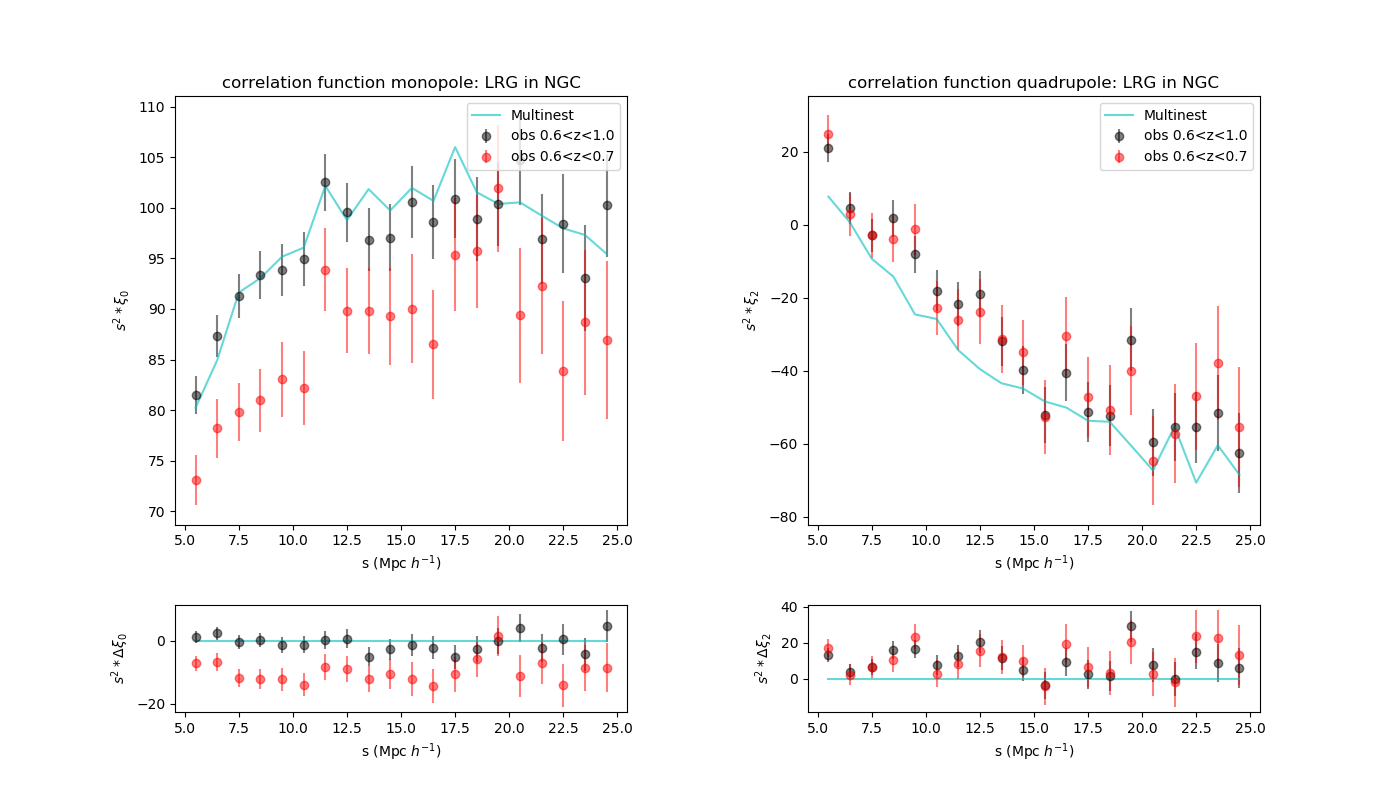 correlation function monopole: LRG in NGC
Multinest
obs 0.6<z<1.0
obs 0.6<z<0.7
110
105
100
95
90
85
80
75
70
s² * ξ₀
5.0 7.5 10.0 12.5 15.0 17.5 20.0 22.5 25.0
s (Mpc h⁻¹)
correlation function quadrupole: LRG in NGC
Multinest
obs 0.6<z<1.0
obs 0.6<z<0.7
20
0
−20
−40
−60
−80
s² * ξ₂
5.0 7.5 10.0 12.5 15.0 17.5 20.0 22.5 25.0
s (Mpc h⁻¹)
0
−20
s² * Δξ₀
5.0 7.5 10.0 12.5 15.0 17.5 20.0 22.5 25.0
s (Mpc h⁻¹)
40
20
0
s² * Δξ₂
5.0 7.5 10.0 12.5 15.0 17.5 20.0 22.5 25.0
s (Mpc h⁻¹)